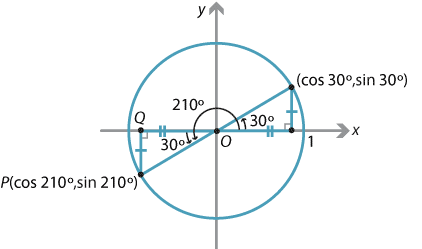 y
(cos 30º,sin 30º)
Q
210º
30º
x
30º
O
1
P(cos 210º,sin 210º)